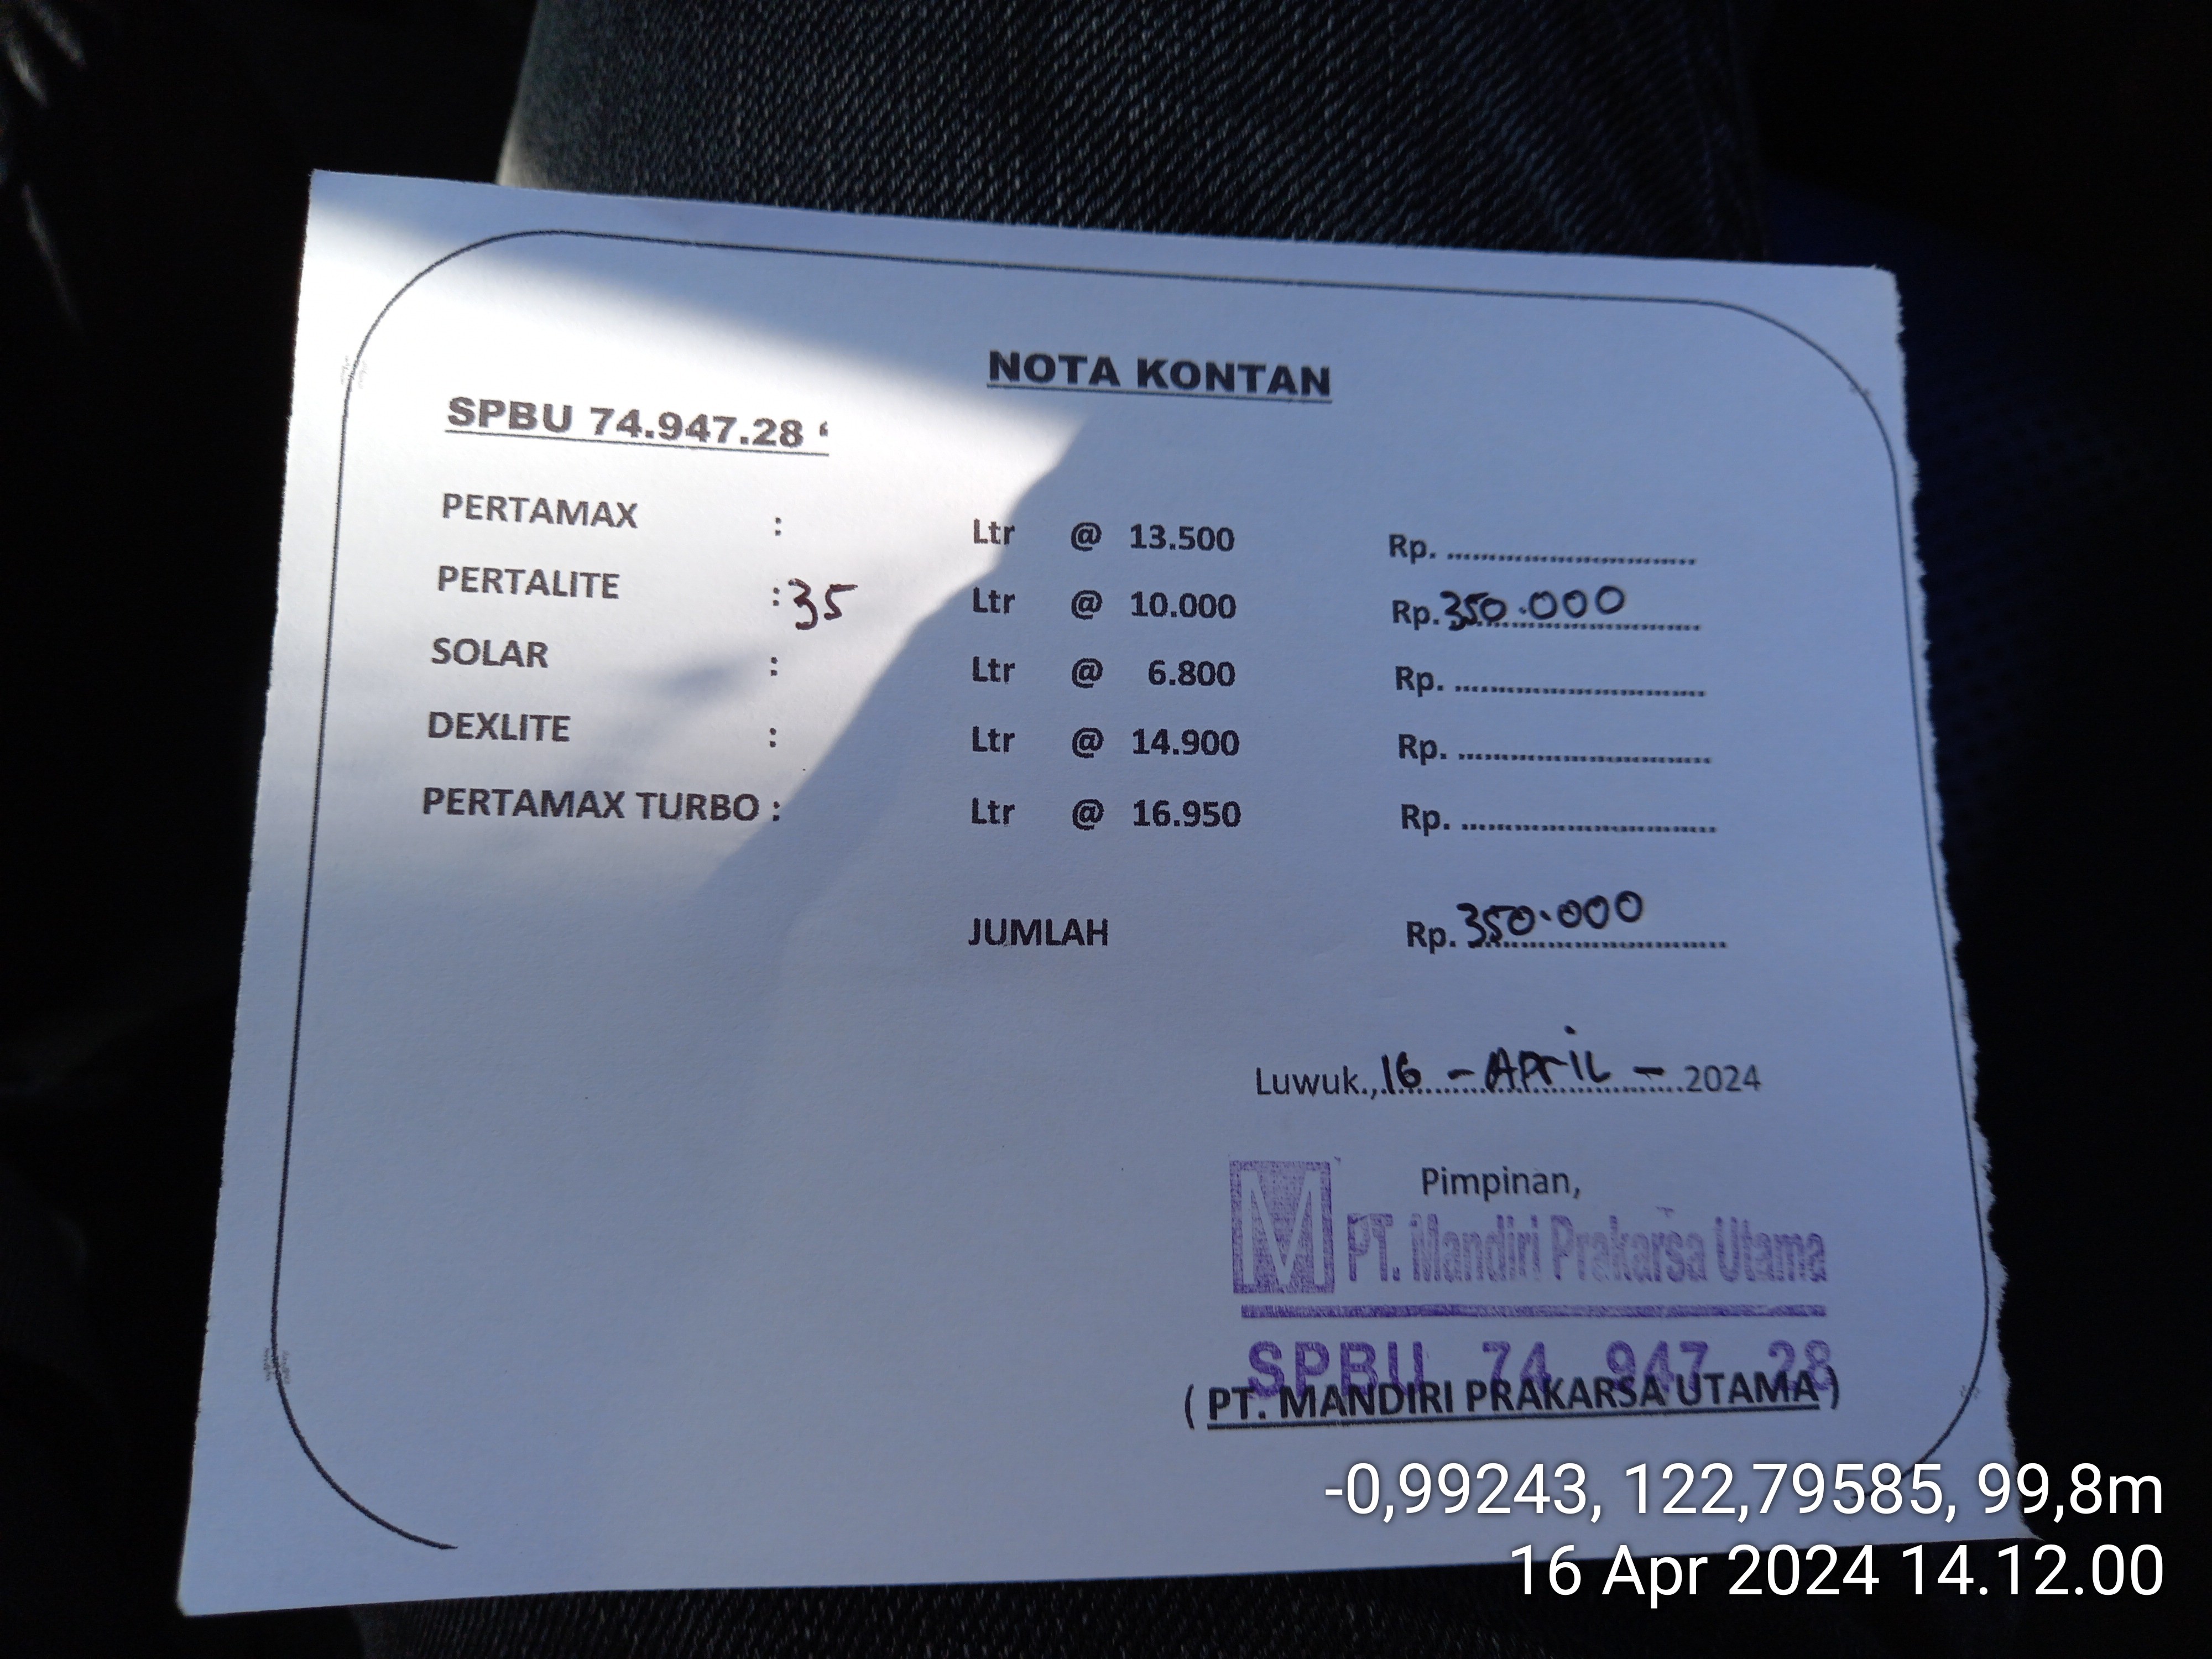 NOTA KONTAN
SPBU 74.947.28 ‘
PERTAMAX : Ltr @ 13.500 Rp. ..............................
PERTALITE : 35 Ltr @ 10.000 Rp. 350.000
SOLAR : Ltr @ 6.800 Rp. ..............................
DEXLITE : Ltr @ 14.900 Rp. ..............................
PERTAMAX TURBO : Ltr @ 16.950 Rp. ..............................
JUMLAH Rp. 350.000
Luwuk., 16 - April - 2024
Pimpinan,
M PT. Mandiri Prakarsa Utama
SPBU 74 947 28
( PT. MANDIRI PRAKARSA UTAMA )
-0,99243, 122,79585, 99,8m
16 Apr 2024 14.12.00